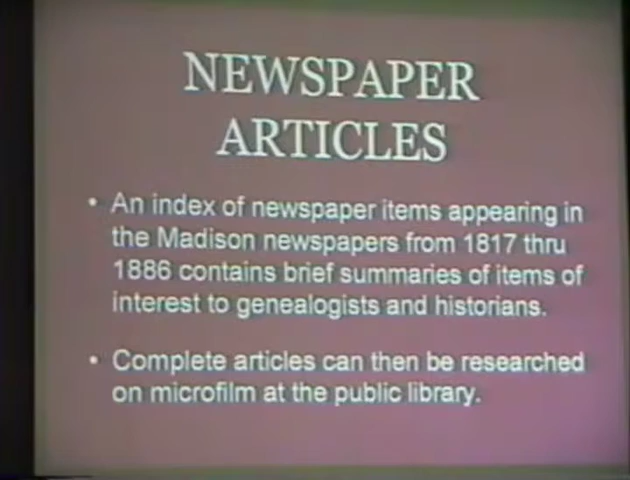 NEWSPAPER
ARTICLES
• An index of newspaper items appearing in
the Madison newspapers from 1817 thru
1886 contains brief summaries of items of
interest to genealogists and historians.
• Complete articles can then be researched
on microfilm at the public library.